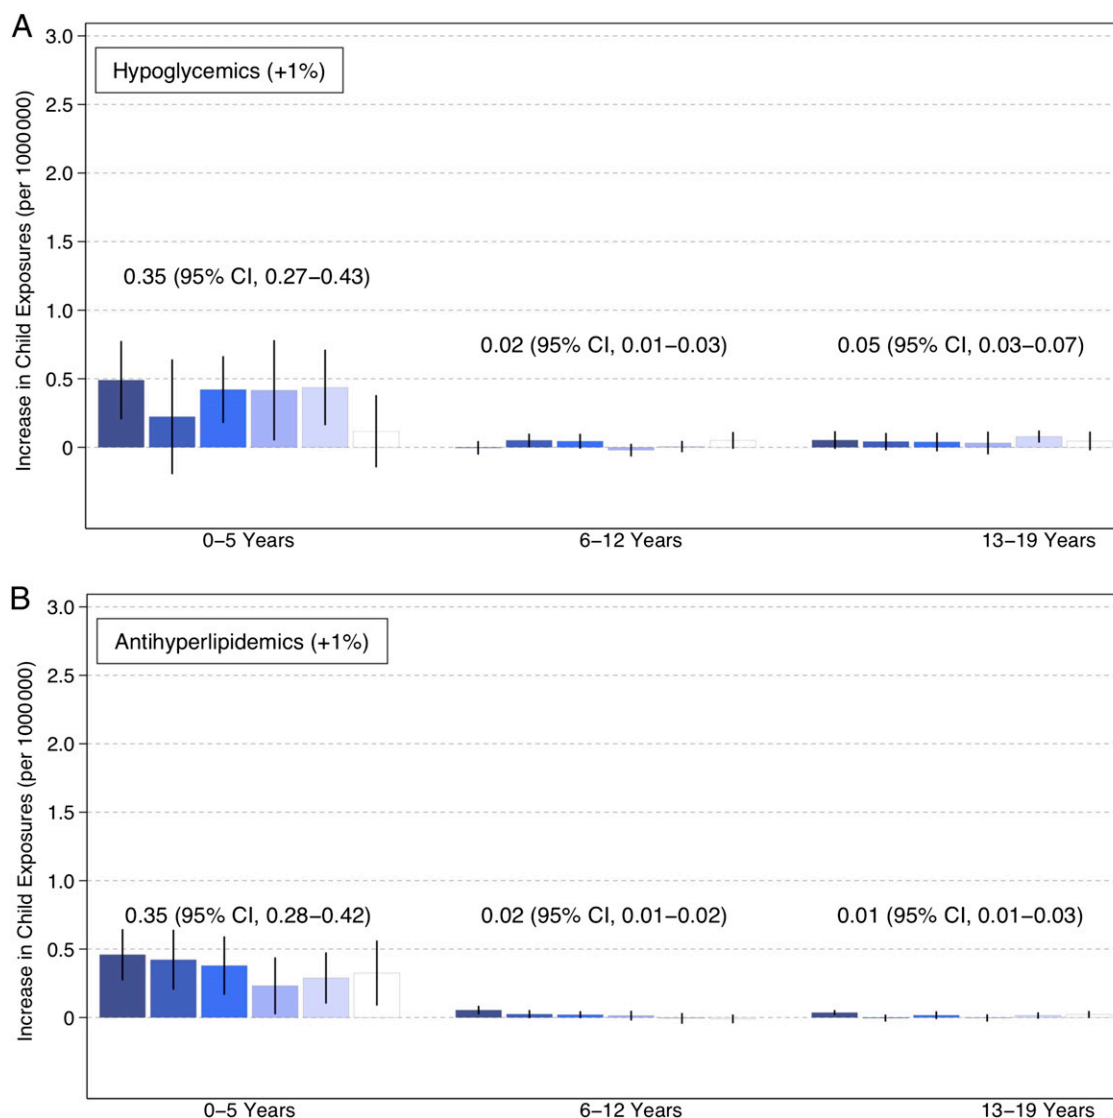 A
Hypoglycemics (+1%)
Increase in Child Exposures (per 1000000)
3.0
2.5
2.0
1.5
1.0
0.5
0
0.35 (95% CI, 0.27–0.43)
0.02 (95% CI, 0.01–0.03)
0.05 (95% CI, 0.03–0.07)
0–5 Years
6–12 Years
13–19 Years
B
Antihyperlipidemics (+1%)
Increase in Child Exposures (per 1000000)
3.0
2.5
2.0
1.5
1.0
0.5
0
0.35 (95% CI, 0.28–0.42)
0.02 (95% CI, 0.01–0.02)
0.01 (95% CI, 0.01–0.03)
0–5 Years
6–12 Years
13–19 Years